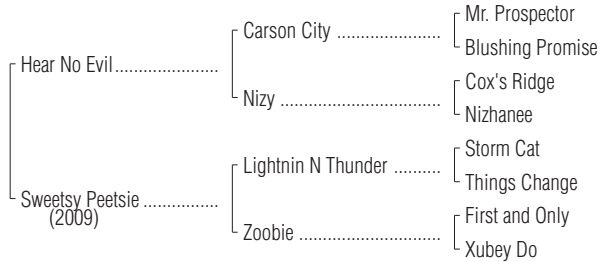 Mr. Prospector
Carson City ....................
Blushing Promise
Hear No Evil....................
Cox's Ridge
Nizy ...............................
Nizhanee
Storm Cat
Lightnin N Thunder ..........
Things Change
Sweetsy Peetsie ...............
(2009)
First and Only
Zoobie ...........................
Xubey Do